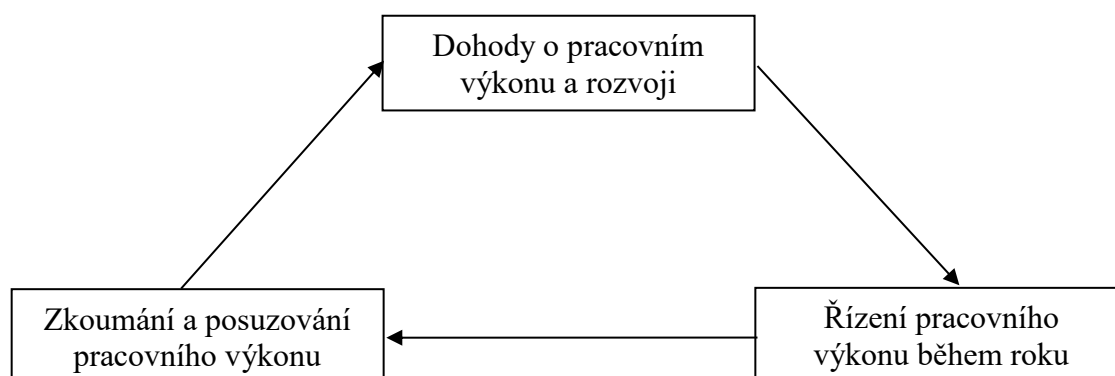 Dohody o pracovním
výkonu a rozvoji
Zkoumání a posuzování
pracovního výkonu
Řízení pracovního
výkonu během roku